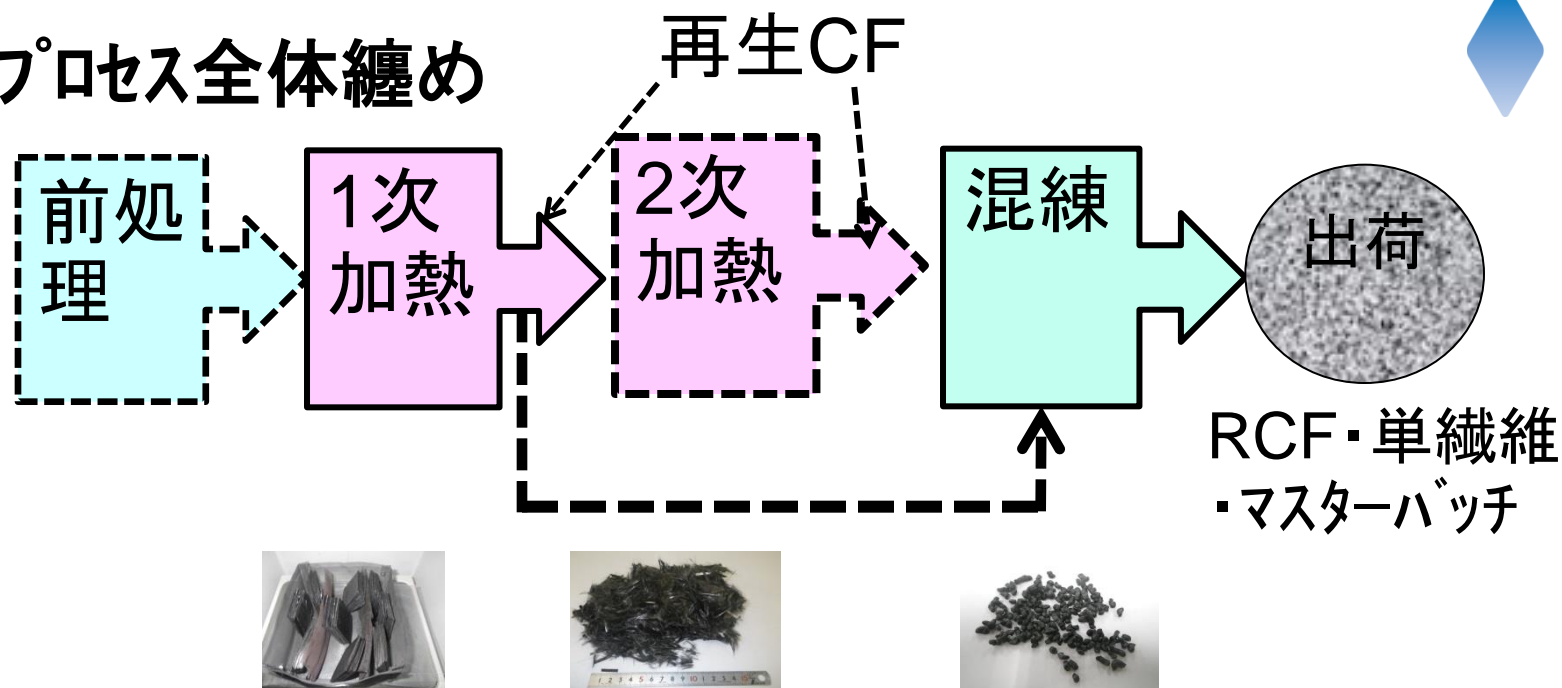 プロセス全体纏め
再生CF
前処
理
1次
加熱
2次
加熱
混練
出荷
RCF・単繊維
・マスターバッチ